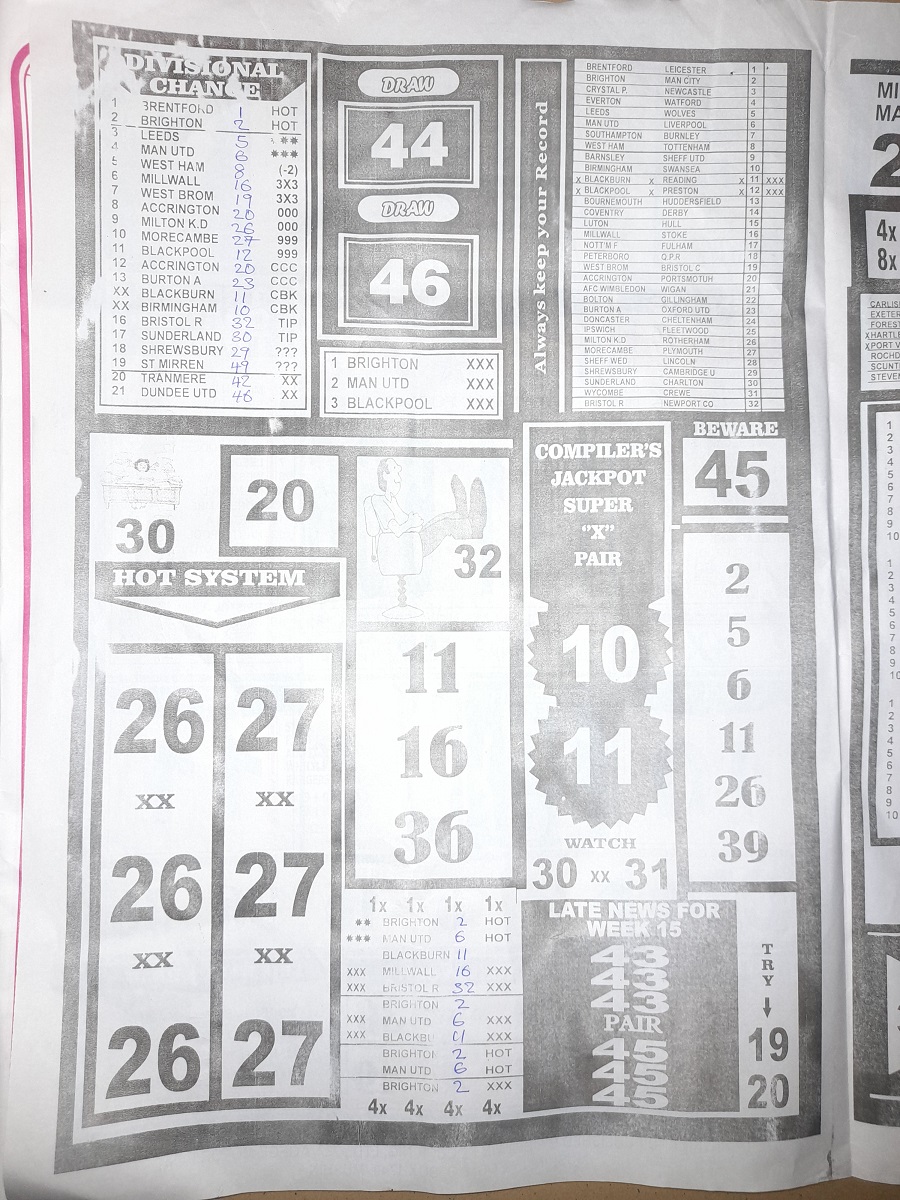 DIVISIONAL
CHANCE
1 BRENTFORD 1 HOT
2 BRIGHTON 2 HOT
3 LEEDS 5 **
4 MAN UTD 6 ***
5 WEST HAM 8 (-2)
6 MILLWALL 16 3X3
7 WEST BROM 19 3X3
8 ACCRINGTON 20 000
9 MILTON K.D 26 000
10 MORECAMBE 27 999
11 BLACKPOOL 12 999
12 ACCRINGTON 20 CCC
13 BURTON A 23 CCC
XX BLACKBURN 11 CBK
XX BIRMINGHAM 10 CBK
16 BRISTOL R 32 TIP
17 SUNDERLAND 30 TIP
18 SHREWSBURY 29 ???
19 ST MIRREN 49 ???
20 TRANMERE 42 XX
21 DUNDEE UTD 46 XX
DRAW
44
DRAW
46
1 BRIGHTON XXX
2 MAN UTD XXX
3 BLACKPOOL XXX
Always keep your Record
BRENTFORD LEICESTER 1
BRIGHTON MAN CITY 2
CRYSTAL P. NEWCASTLE 3
EVERTON WATFORD 4
LEEDS WOLVES 5
MAN UTD LIVERPOOL 6
SOUTHAMPTON BURNLEY 7
WEST HAM TOTTENHAM 8
BARNSLEY SHEFF UTD 9
BIRMINGHAM SWANSEA 10
X BLACKBURN X READING X 11 XXX
X BLACKPOOL X PRESTON X 12 XXX
BOURNEMOUTH HUDDERSFIELD 13
COVENTRY DERBY 14
LUTON HULL 15
MILLWALL STOKE 16
NOTT'M F FULHAM 17
PETERBORO Q.P.R 18
WEST BROM BRISTOL C 19
ACCRINGTON PORTSMOTUH 20
AFC WIMBLEDON WIGAN 21
BOLTON GILLINGHAM 22
BURTON A OXFORD UTD 23
DONCASTER CHELTENHAM 24
IPSWICH FLEETWOOD 25
MILTON K.D ROTHERHAM 26
MORECAMBE PLYMOUTH 27
SHEFF WED LINCOLN 28
SHREWSBURY CAMBRIDGE U 29
SUNDERLAND CHARLTON 30
WYCOMBE CREWE 31
BRISTOL R NEWPORT CO 32
30
20
32
HOT SYSTEM
26 27
XX XX
26 27
XX XX
26 27
11
16
36
COMPILER'S
JACKPOT
SUPER
"X"
PAIR
10
11
WATCH
30 XX 31
BEWARE
45
2
5
6
11
26
39
1x 1x 1x 1x
** BRIGHTON 2 HOT
*** MAN UTD 6 HOT
BLACKBURN 11
XXX MILLWALL 16 XXX
XXX BRISTOL R 32 XXX
BRIGHTON 2
XXX MAN UTD 6 XXX
XXX BLACKBU 11 XXX
BRIGHTON 2 HOT
MAN UTD 6 HOT
BRIGHTON 2 XXX
4x 4x 4x 4x
LATE NEWS FOR
WEEK 15
43
43
43
PAIR
45
45
45
TRY
19
20
4x
8x